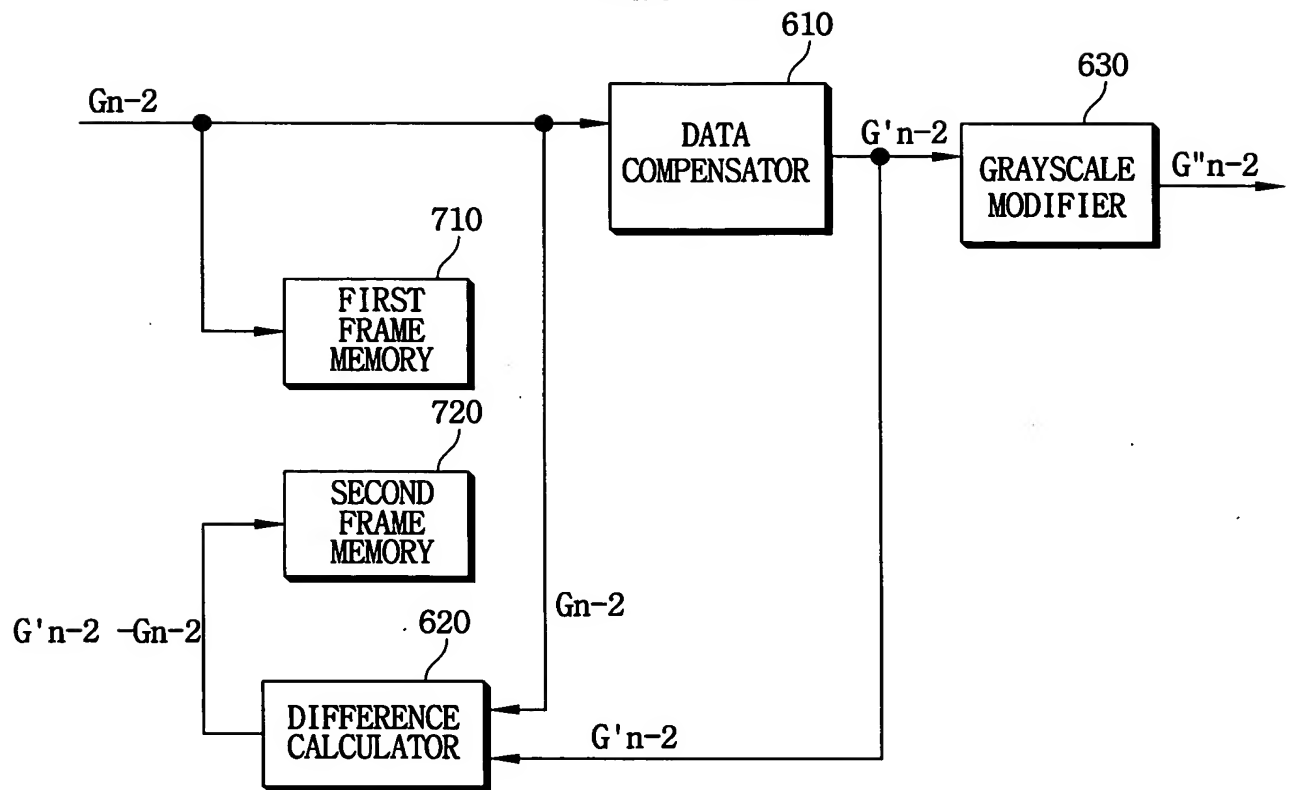 610
630
Gn-2
DATA
COMPENSATOR
G'n-2
GRAYSCALE
MODIFIER
G"n-2
710
FIRST
FRAME
MEMORY
720
SECOND
FRAME
MEMORY
Gn-2
G'n-2 -Gn-2
620
DIFFERENCE
CALCULATOR
G'n-2